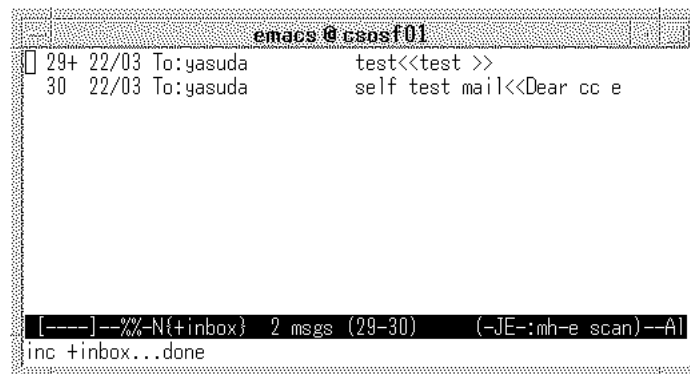 emacs @ csosf01
29+ 22/03 To:yasuda test<<test >>
30 22/03 To:yasuda self test mail<<Dear cc e
[----]--%%-N{+inbox} 2 msgs (29-30) (-JE-:mh-e scan)--Al
inc +inbox...done